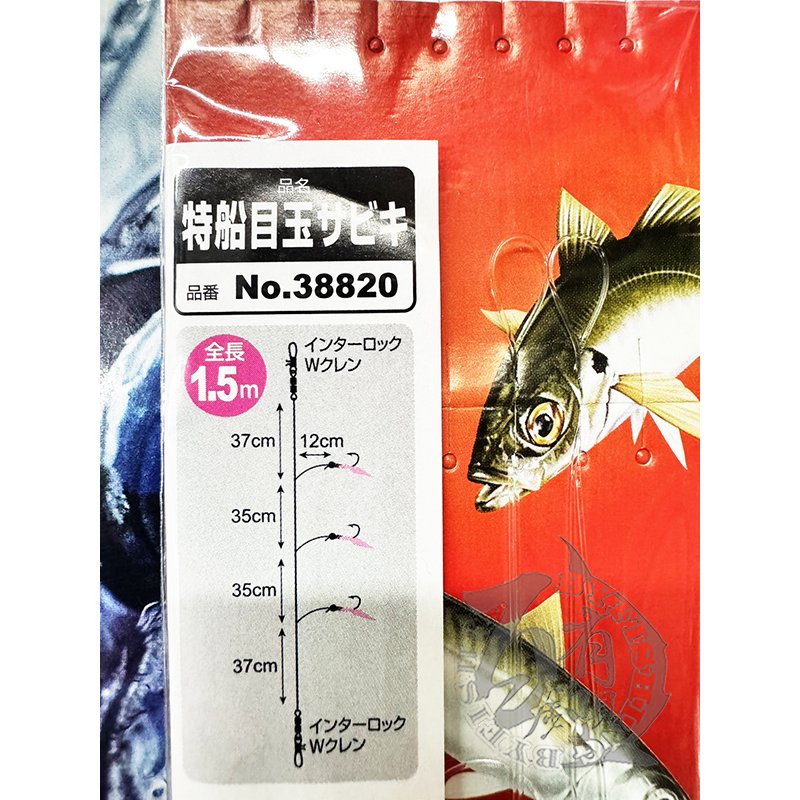 品名
特船目玉サビキ
品番 No.38820
全長
1.5m
インターロック
Wクレン
37cm
12cm
35cm
35cm
37cm
インターロック
Wクレン